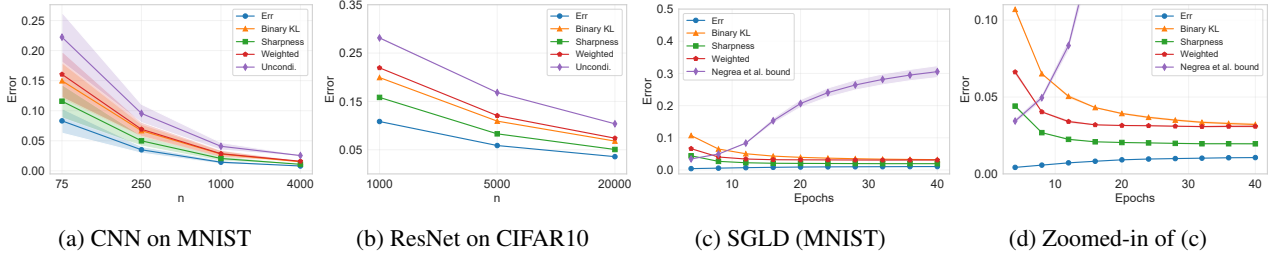 0.25
0.20
0.15
0.10
0.05
0.00
Error
75
250
1000
4000
n
Err
Binary KL
Sharpness
Weighted
Uncondi.
(a) CNN on MNIST
0.35
0.25
0.15
0.05
Error
1000
5000
20000
n
Err
Binary KL
Sharpness
Weighted
Uncondi.
(b) ResNet on CIFAR10
0.5
0.4
0.3
0.2
0.1
0.0
Error
10
20
30
40
Epochs
Err
Binary KL
Sharpness
Weighted
Negrea et al. bound
(c) SGLD (MNIST)
0.10
0.05
0.00
Error
10
20
30
40
Epochs
Err
Binary KL
Sharpness
Weighted
Negrea et al. bound
(d) Zoomed-in of (c)